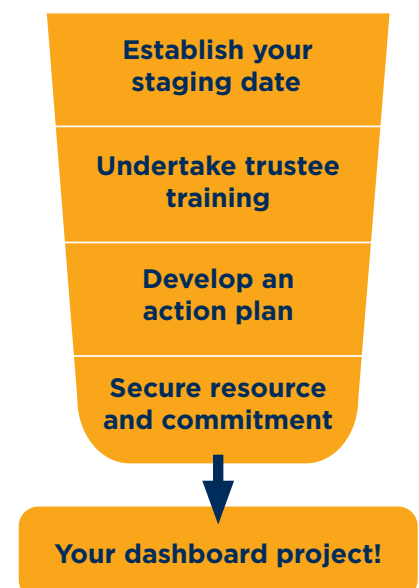 Establish your
staging date
Undertake trustee
training
Develop an
action plan
Secure resource
and commitment
Your dashboard project!